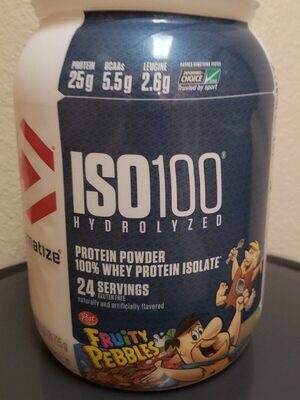 PROTEIN BCAAs LEUCINE
25g 5.5g 2.6g
INFORMED
CHOICE
Trusted by sport
ISO100®
HYDROLYZED
matize®
PROTEIN POWDER
100% WHEY PROTEIN ISOLATE
24 SERVINGS
GLUTEN FREE
naturally and artificially flavored
Post
FRUITY
PEBBLES